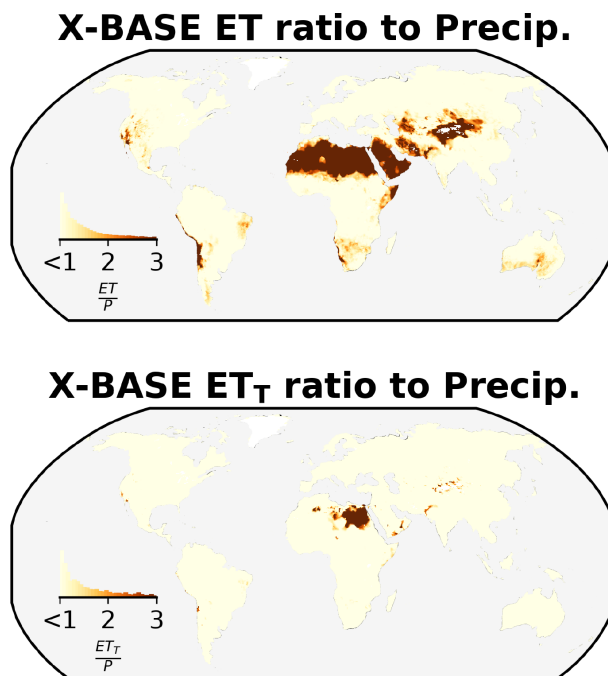 X-BASE ET ratio to Precip.
<1 2 3
ET
P
X-BASE ET_T ratio to Precip.
<1 2 3
ET_T
P